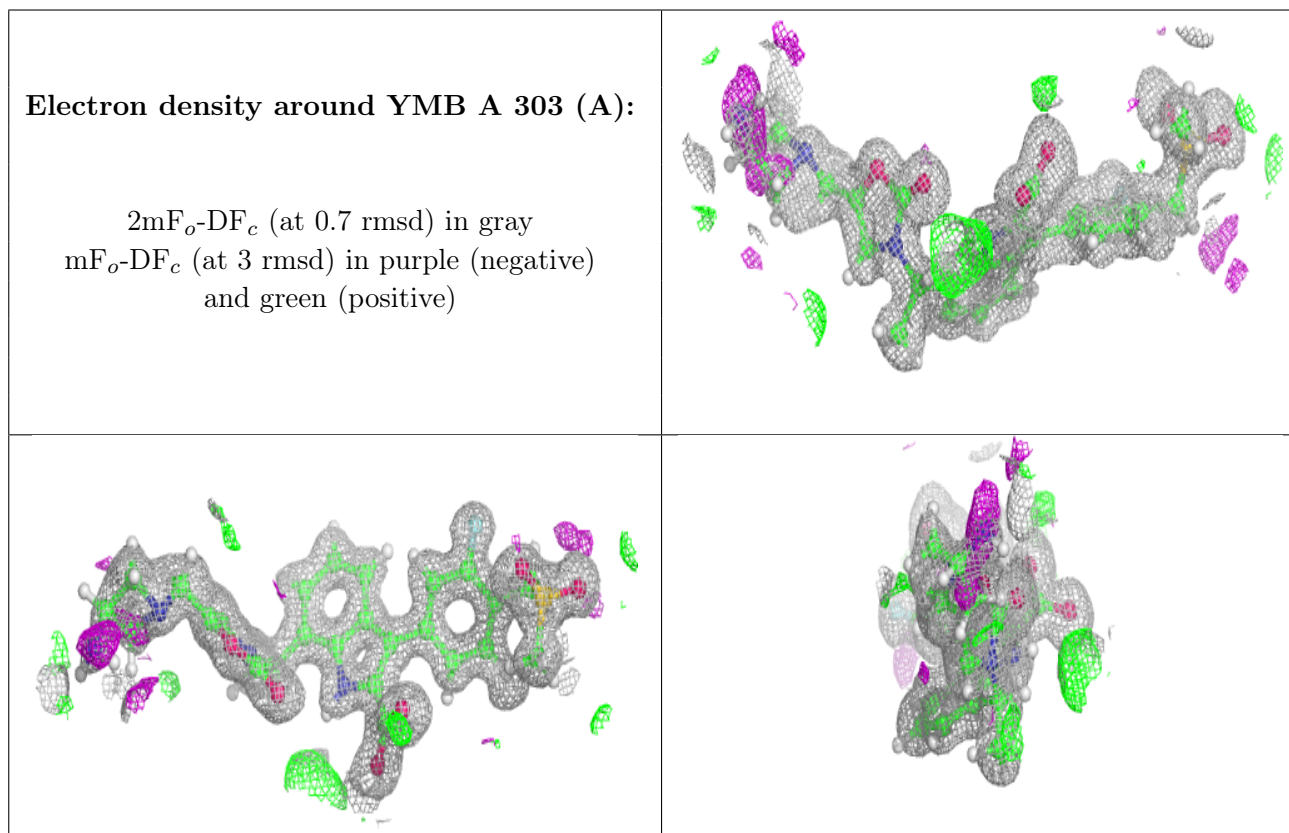 Electron density around YMB A 303 (A):
2mFₒ-DF𝒸 (at 0.7 rmsd) in gray
mFₒ-DF𝒸 (at 3 rmsd) in purple (negative)
and green (positive)